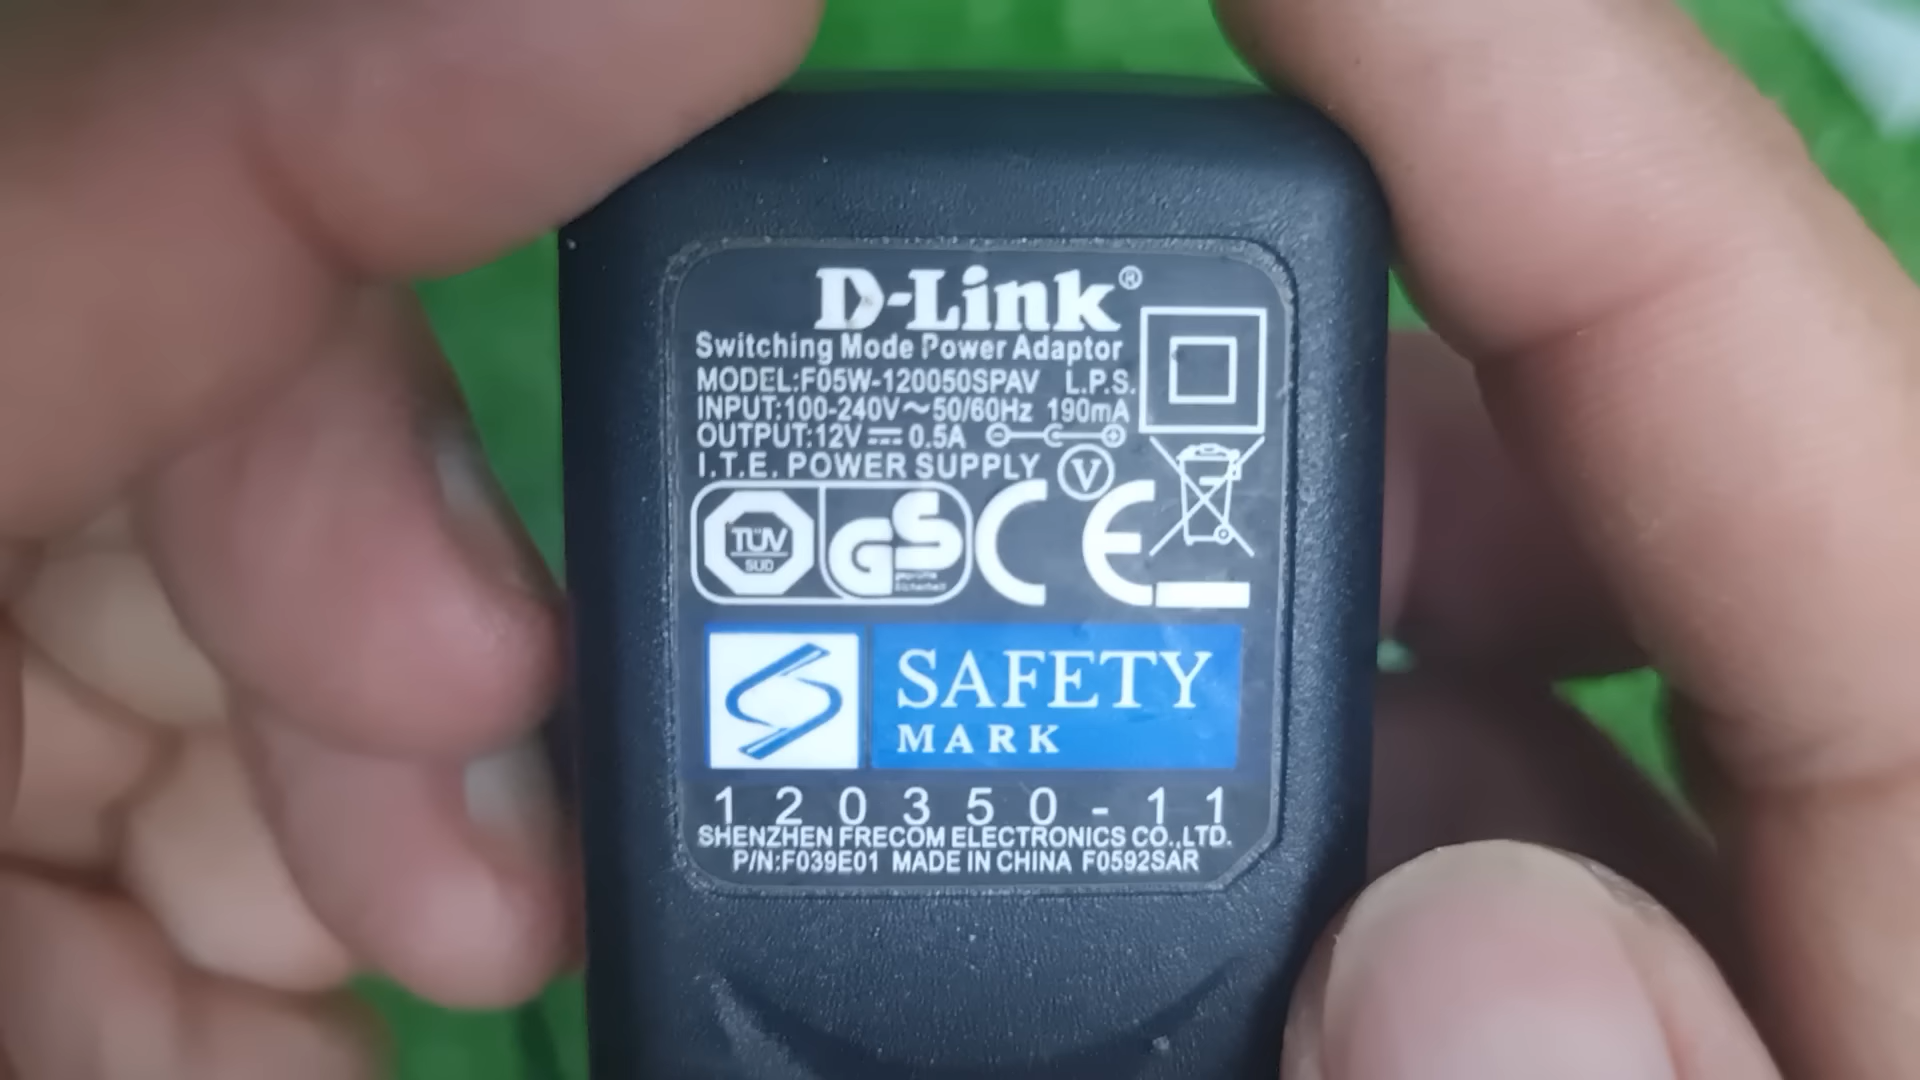 D-Link®
Switching Mode Power Adaptor
MODEL:F05W-120050SPAV L.P.S.
INPUT:100-240V~50/60Hz 190mA
OUTPUT:12V⎓0.5A
I.T.E. POWER SUPPLY V
TÜV
SÜD
GS
geprüfte
Sicherheit
CE
SAFETY
MARK
120350-11
SHENZHEN FRECOM ELECTRONICS CO.,LTD.
P/N:F039E01 MADE IN CHINA F0592SAR